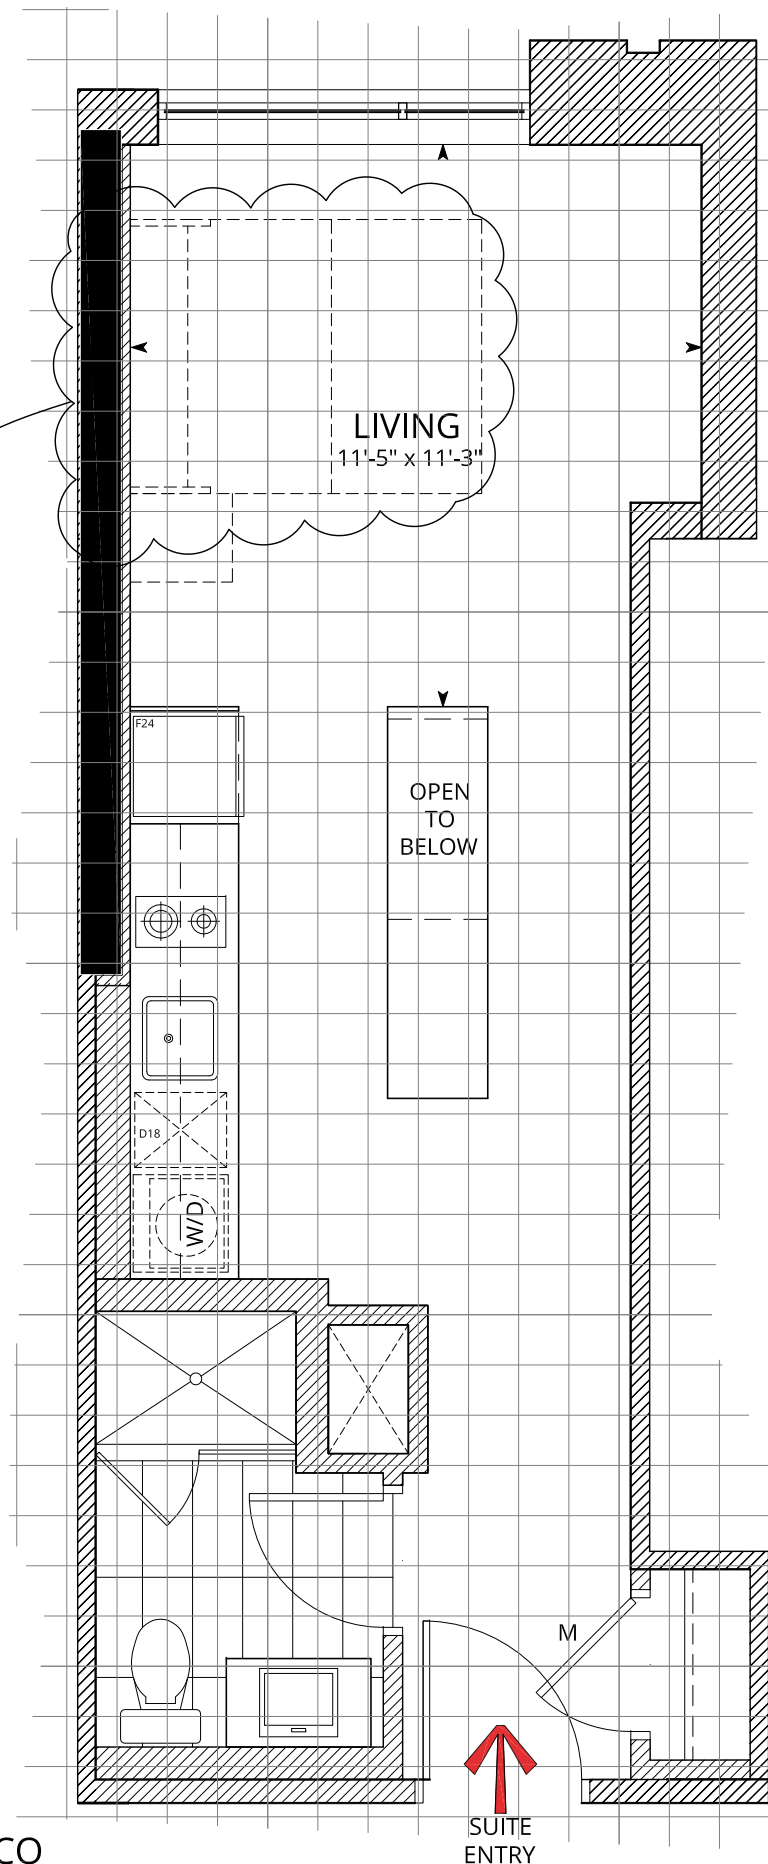 LIVING
11'-5" x 11'-3"
F24
OPEN
TO
BELOW
D18
W/D
M
SUITE
ENTRY
CO